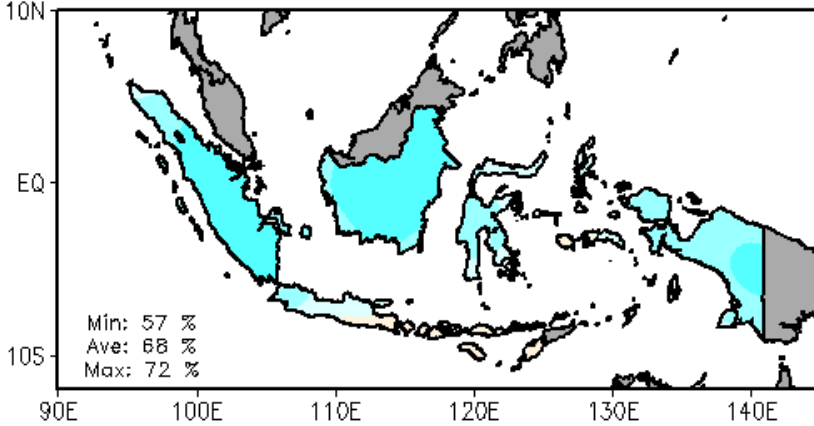 10N
EQ
10S
Min: 57 %
Ave: 68 %
Max: 72 %
90E 100E 110E 120E 130E 140E